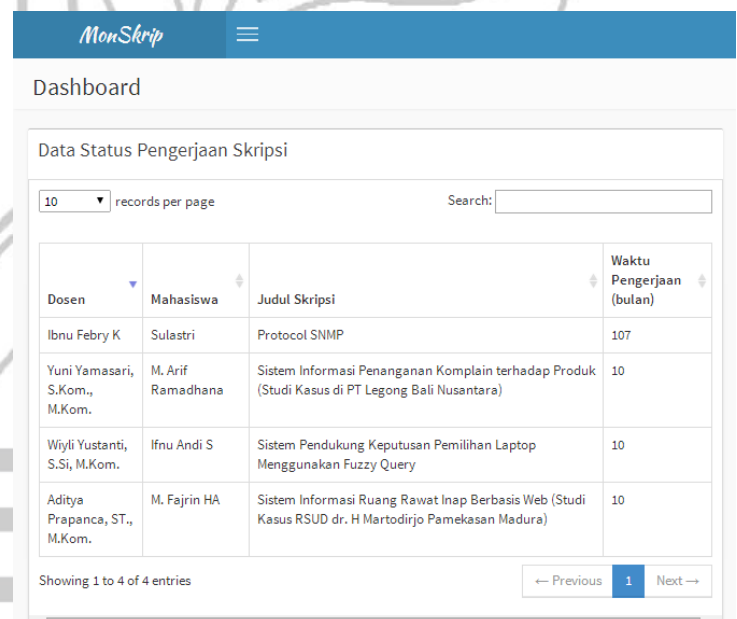 MonSkrip
Dashboard
Data Status Pengerjaan Skripsi
10 records per page Search:
Dosen Mahasiswa Judul Skripsi Waktu
Pengerjaan
(bulan)
Ibnu Febry K Sulastri Protocol SNMP 107
Yuni Yamasari, M. Arif Sistem Informasi Penanganan Komplain terhadap Produk 10
S.Kom., Ramadhana (Studi Kasus di PT Legong Bali Nusantara)
M.Kom.
Wiyli Yustanti, Ifnu Andi S Sistem Pendukung Keputusan Pemilihan Laptop 10
S.Si, M.Kom. Menggunakan Fuzzy Query
Aditya M. Fajrin HA Sistem Informasi Ruang Rawat Inap Berbasis Web (Studi 10
Prapanca, ST., Kasus RSUD dr. H Martodirjo Pamekasan Madura)
M.Kom.
Showing 1 to 4 of 4 entries ← Previous 1 Next →